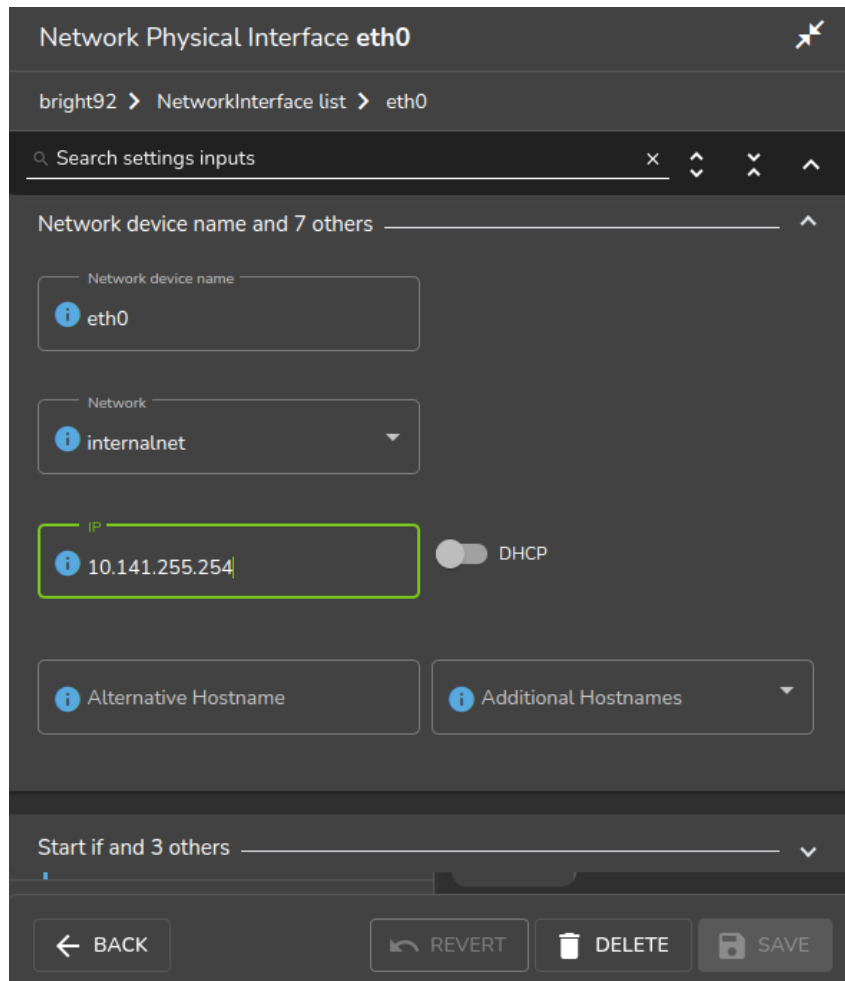 Network Physical Interface eth0
bright92 > NetworkInterface list > eth0
Search settings inputs
Network device name and 7 others
Network device name
eth0
Network
internalnet
IP
10.141.255.254
DHCP
Alternative Hostname
Additional Hostnames
Start if and 3 others
BACK
REVERT
DELETE
SAVE